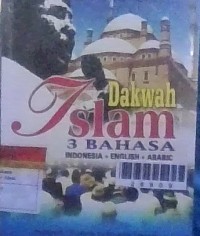 Dakwah
Islam
3 BAHASA
INDONESIA - ENGLISH - ARABIC